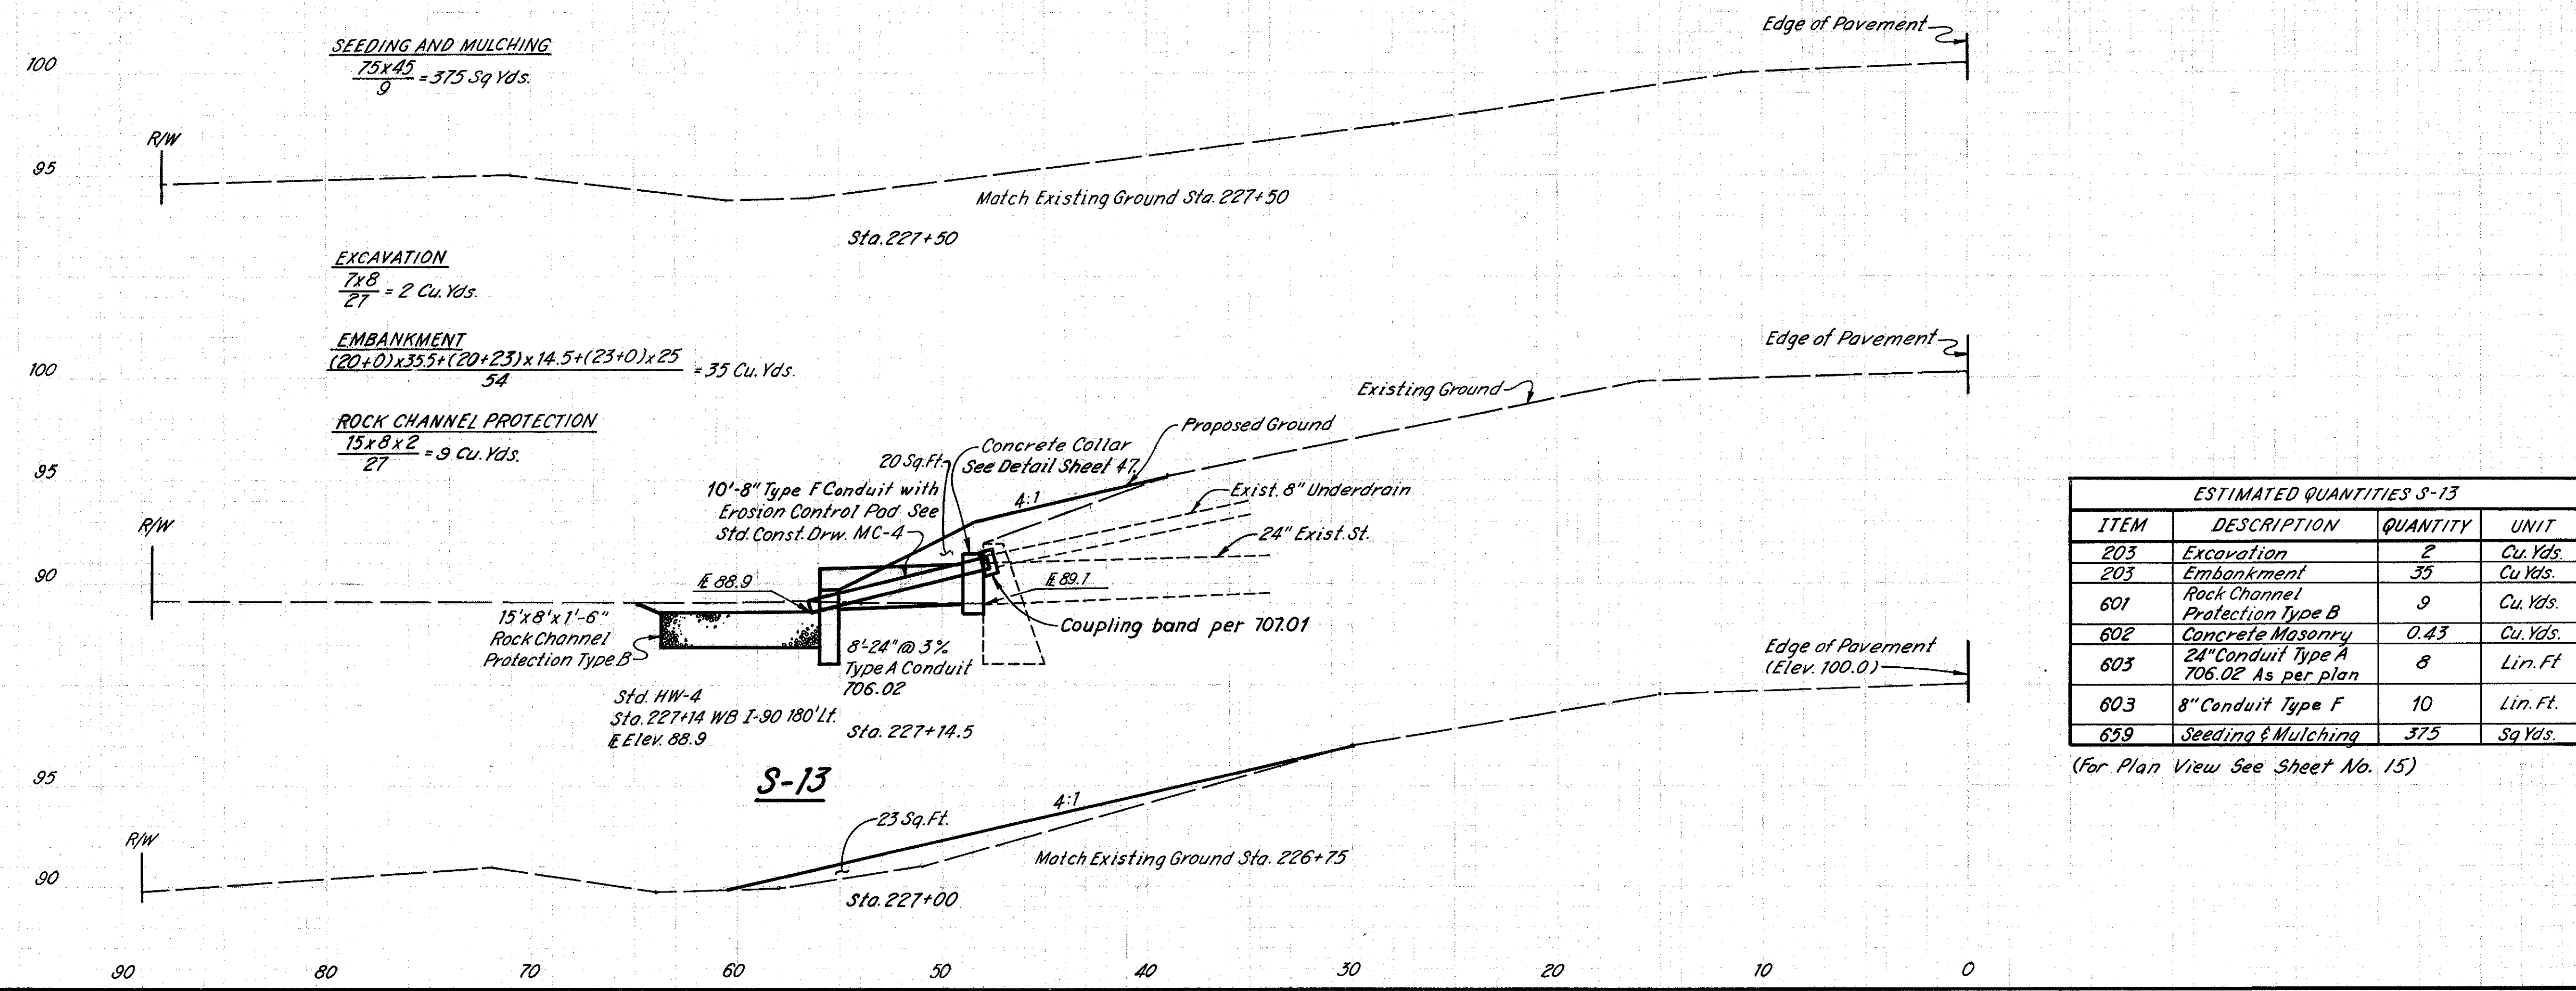 SEEDING AND MULCHING
75x45
9
= 375 Sq Yds.
Edge of Pavement
100
R/W
95
Match Existing Ground Sta. 227+50
Sta. 227+50
EXCAVATION
7x8
27
= 2 Cu. Yds.
EMBANKMENT
(20+0)x35.5+(20+23)x14.5+(23+0)x25
54
= 35 Cu. Yds.
Edge of Pavement
100
Existing Ground
ROCK CHANNEL PROTECTION
15x8x2
27
= 9 Cu. Yds.
Proposed Ground
Concrete Collar
See Detail Sheet 47.
20 Sq.Ft.
95
10'-8" Type F Conduit with
Erosion Control Pad See
Std. Const. Drw. MC-4
4:1
Exist. 8" Underdrain
24" Exist. St.
R/W
90
℄ 88.9
℄ 89.1
15'x8'x1'-6"
Rock Channel
Protection Type B
Coupling band per 707.01
8'-24" @ 3%
Type A Conduit
706.02
Std. HW-4
Sta. 227+14 WB I-90 180' Lt.
℄ Elev. 88.9
Sta. 227+14.5
S-13
Edge of Pavement
(Elev. 100.0)
95
4:1
23 Sq.Ft.
R/W
Match Existing Ground Sta. 226+75
90
Sta. 227+00
90 80 70 60 50 40 30 20 10 0
ESTIMATED QUANTITIES S-13
ITEM DESCRIPTION QUANTITY UNIT
203 Excavation 2 Cu. Yds.
203 Embankment 35 Cu Yds.
601 Rock Channel Protection Type B 9 Cu. Yds.
602 Concrete Masonry 0.43 Cu. Yds.
603 24" Conduit Type A 706.02 As per plan 8 Lin. Ft
603 8" Conduit Type F 10 Lin. Ft.
659 Seeding & Mulching 375 Sq Yds.
(For Plan View See Sheet No. 15)